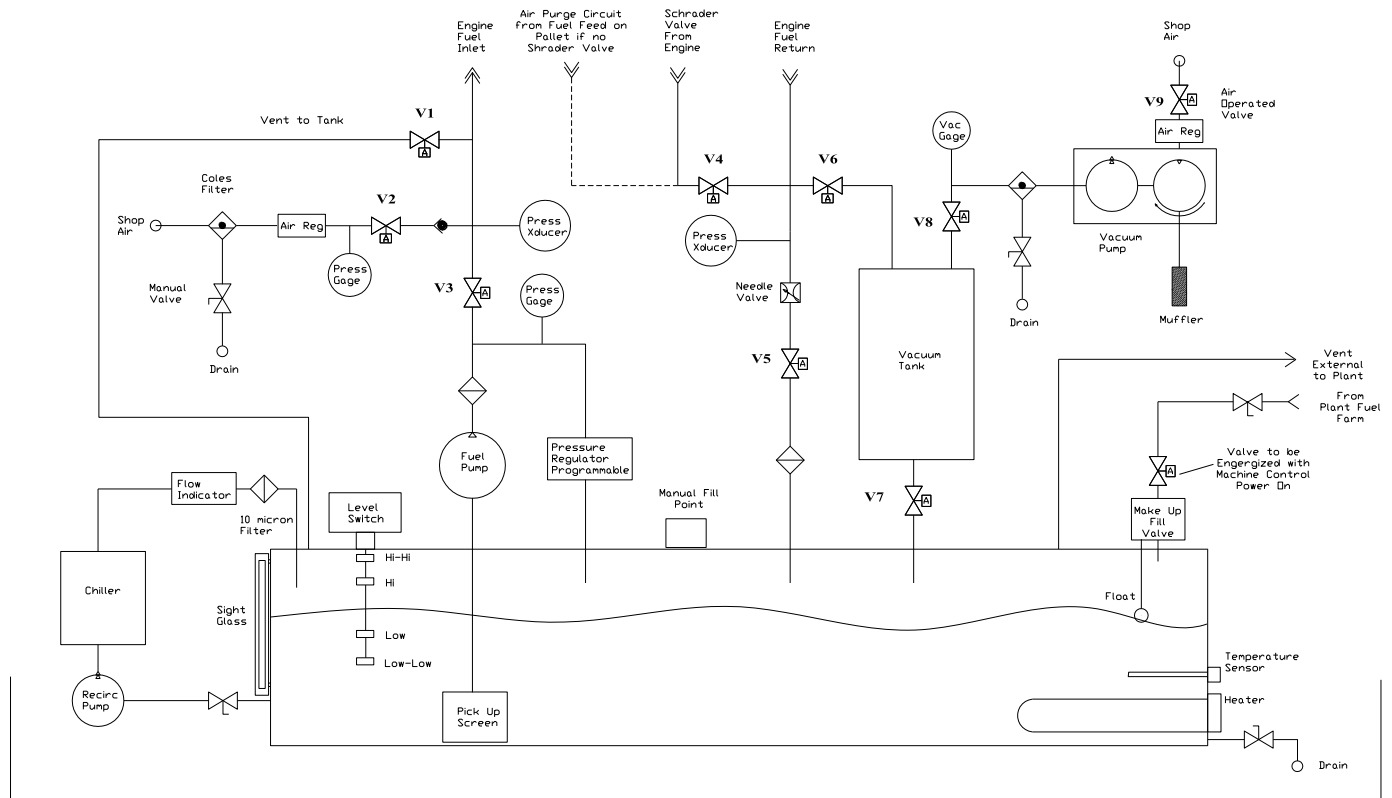 Engine
Fuel
Inlet
Air Purge Circuit
from Fuel Feed on
Pallet if no
Shrader Valve
Schrader
Valve
From
Engine
Engine
Fuel
Return
Shop
Air
V9
A
Air
Operated
Valve
Air Reg
Vac
Gage
Vent to Tank
V1
A
V4
A
V6
A
Coles
Filter
V2
A
Shop
Air
Air Reg
Press
Gage
Press
Xducer
Press
Xducer
V8
A
Vacuum
Pump
Manual
Valve
Drain
V3
A
Press
Gage
Needle
Valve
Drain
Muffler
V5
A
Vacuum
Tank
Vent
External
to Plant
From
Plant Fuel
Farm
Fuel
Pump
Pressure
Regulator
Programmable
Valve to be
Engergized with
Machine Control
Power On
A
Flow
Indicator
10 micron
Filter
Level
Switch
Manual Fill
Point
V7
A
Make Up
Fill
Valve
Hi-Hi
Hi
Low
Low-Low
Chiller
Sight
Glass
Float
Temperature
Sensor
Heater
Recirc
Pump
Pick Up
Screen
Drain